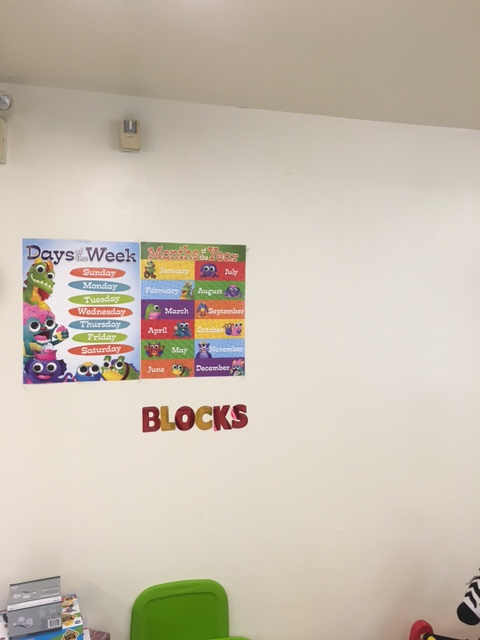 Days of the Week
Sunday
Monday
Tuesday
Wednesday
Thursday
Friday
Saturday
Months of the Year
January
February
March
April
May
June
July
August
September
October
November
December
BLOCKS